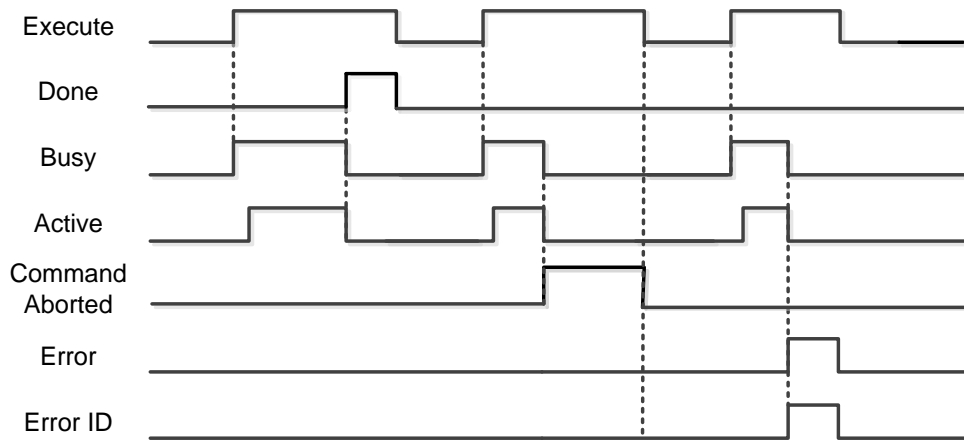 Execute
Done
Busy
Active
Command
Aborted
Error
Error ID